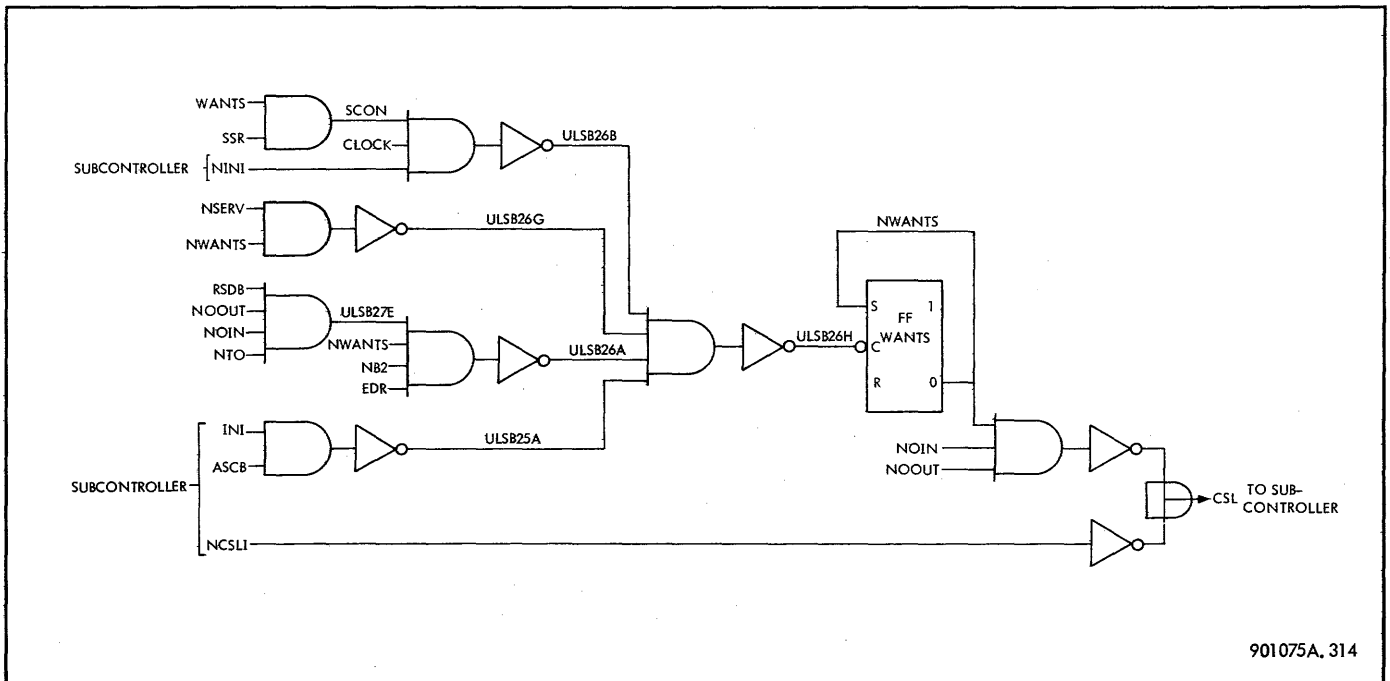 WANTS
SCON
SSR
CLOCK
ULSB26B
SUBCONTROLLER { NINI
NSERV
ULSB26G
NWANTS
NWANTS
RSDB
NOOUT
ULSB27E
NOIN
NWANTS
NTO
NB2
ULSB26A
EDR
ULSB26H
S 1
FF
WANTS
C
R 0
INI
ULSB25A
ASCB
NOIN
NOOUT
SUBCONTROLLER
CSL TO SUB-
CONTROLLER
NCSLI
901075A. 314